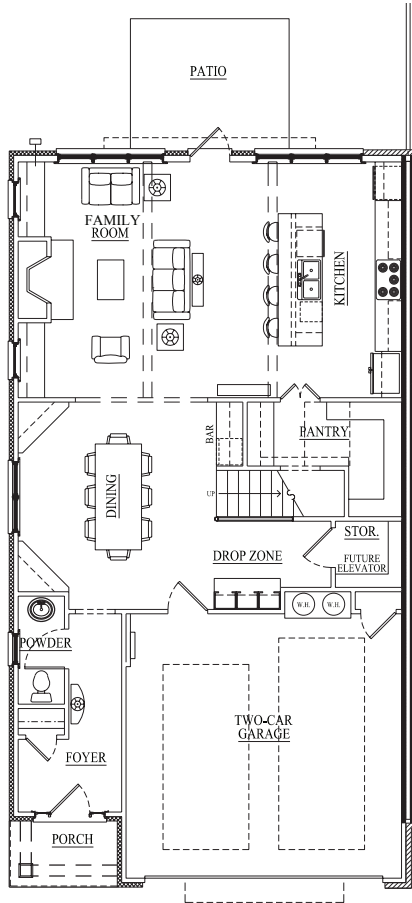 PATIO
FAMILY
ROOM
KITCHEN
PANTRY
BAR
DINING
UP
STOR.
DROP ZONE
FUTURE
ELEVATOR
W.H.
W.H.
POWDER
TWO-CAR
GARAGE
FOYER
PORCH